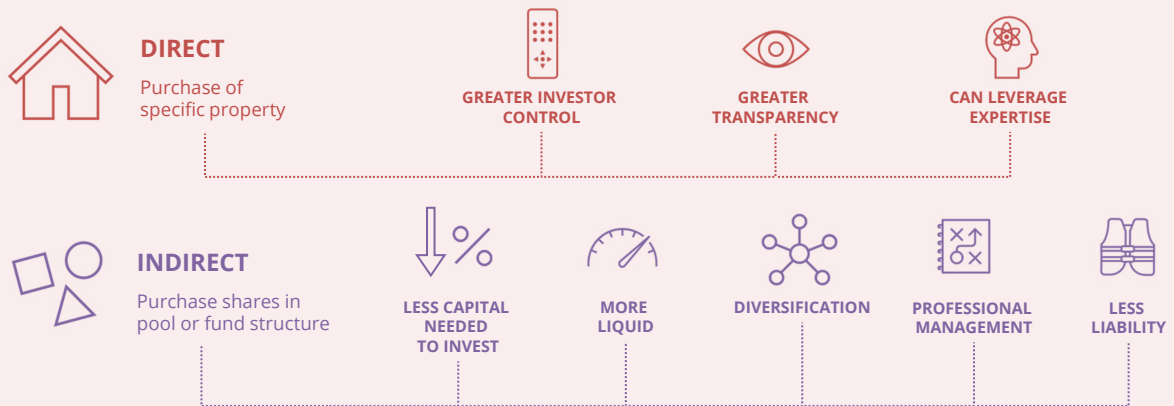 DIRECT
Purchase of
specific property
GREATER INVESTOR
CONTROL
GREATER
TRANSPARENCY
CAN LEVERAGE
EXPERTISE
INDIRECT
Purchase shares in
pool or fund structure
LESS CAPITAL
NEEDED
TO INVEST
MORE
LIQUID
DIVERSIFICATION
PROFESSIONAL
MANAGEMENT
LESS
LIABILITY